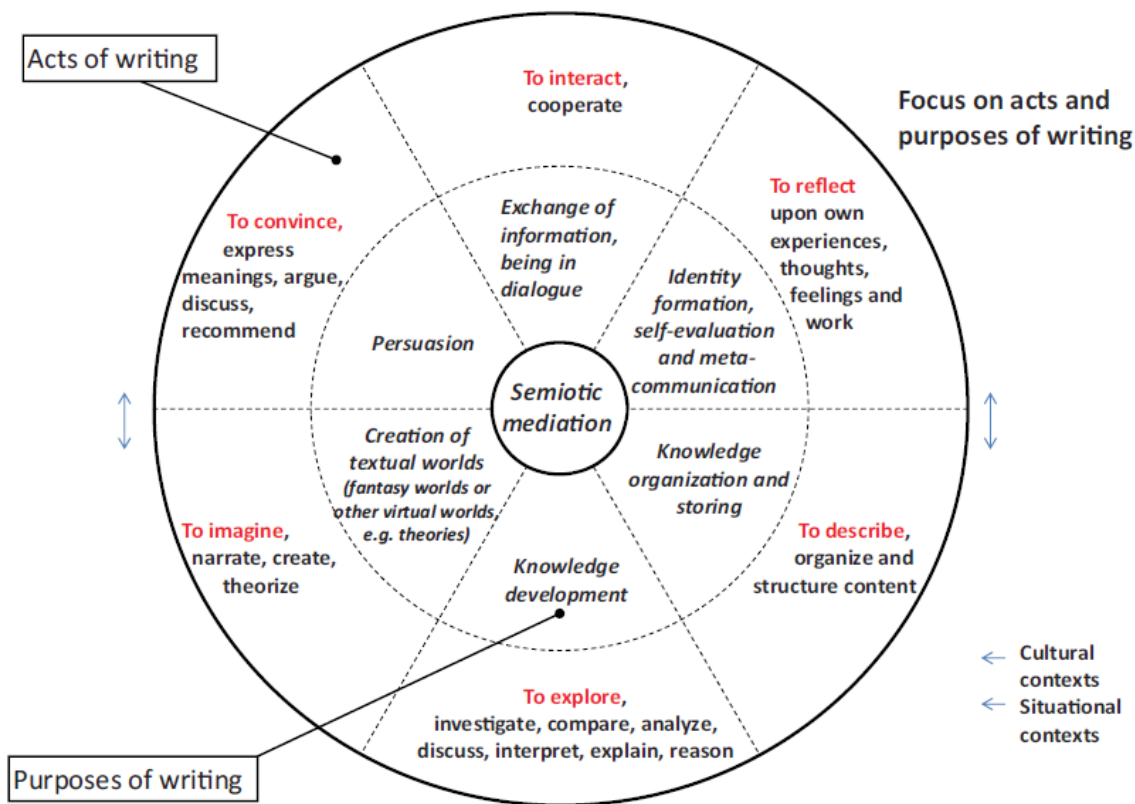 Acts of writing
Focus on acts and
purposes of writing
To interact,
cooperate
To reflect
upon own
experiences,
thoughts,
feelings and
work
To convince,
express
meanings, argue,
discuss,
recommend
Exchange of
information,
being in
dialogue
Identity
formation,
self-evaluation
and meta-
communication
Persuasion
Semiotic
mediation
Creation of
textual worlds
(fantasy worlds or
other virtual worlds,
e.g. theories)
Knowledge
organization and
storing
To imagine,
narrate, create,
theorize
To describe,
organize and
structure content
Knowledge
development
To explore,
investigate, compare, analyze,
discuss, interpret, explain, reason
Cultural
contexts
Situational
contexts
Purposes of writing